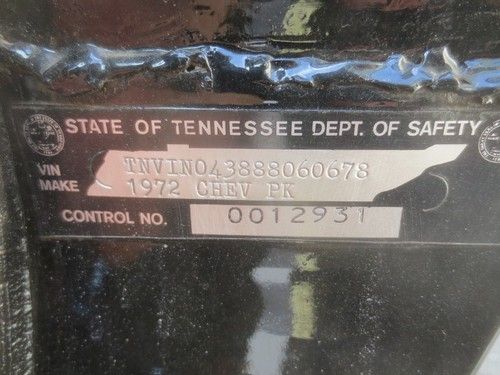 STATE OF TENNESSEE DEPT. OF SAFETY
VIN TNVIN043888060678
MAKE 1972 CHEV PK
CONTROL NO. 0012931